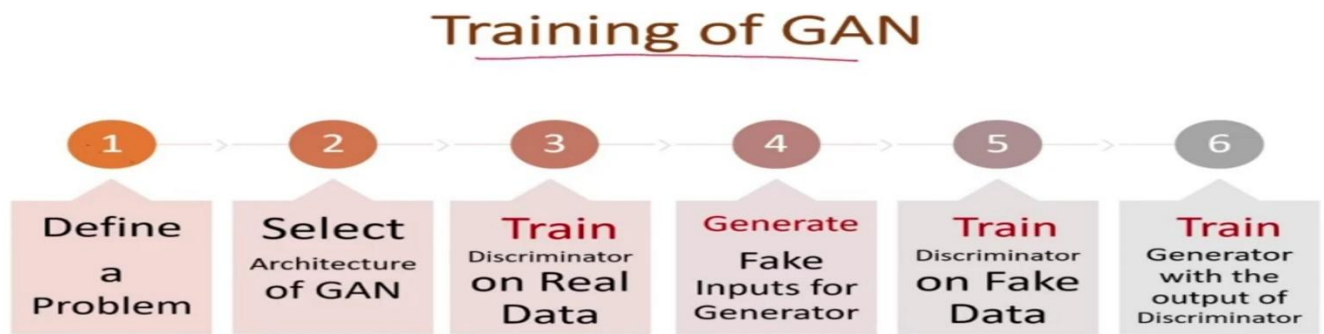 Training of GAN
1
2
3
4
5
6
Define
a
Problem
Select
Architecture
of GAN
Train
Discriminator
on Real
Data
Generate
Fake
Inputs for
Generator
Train
Discriminator
on Fake
Data
Train
Generator
with the
output of
Discriminator